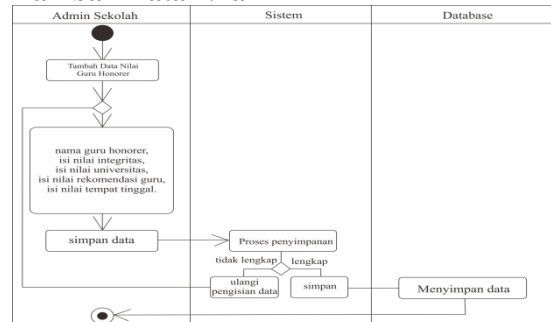 Admin Sekolah
Sistem
Database
Tambah Data Nilai
Guru Honorer
nama guru honorer,
isi nilai integritas,
isi nilai universitas,
isi nilai rekomendasi guru,
isi nilai tempat tinggal.
simpan data
Proses penyimpanan
tidak lengkap
lengkap
ulangi
pengisian data
simpan
Menyimpan data